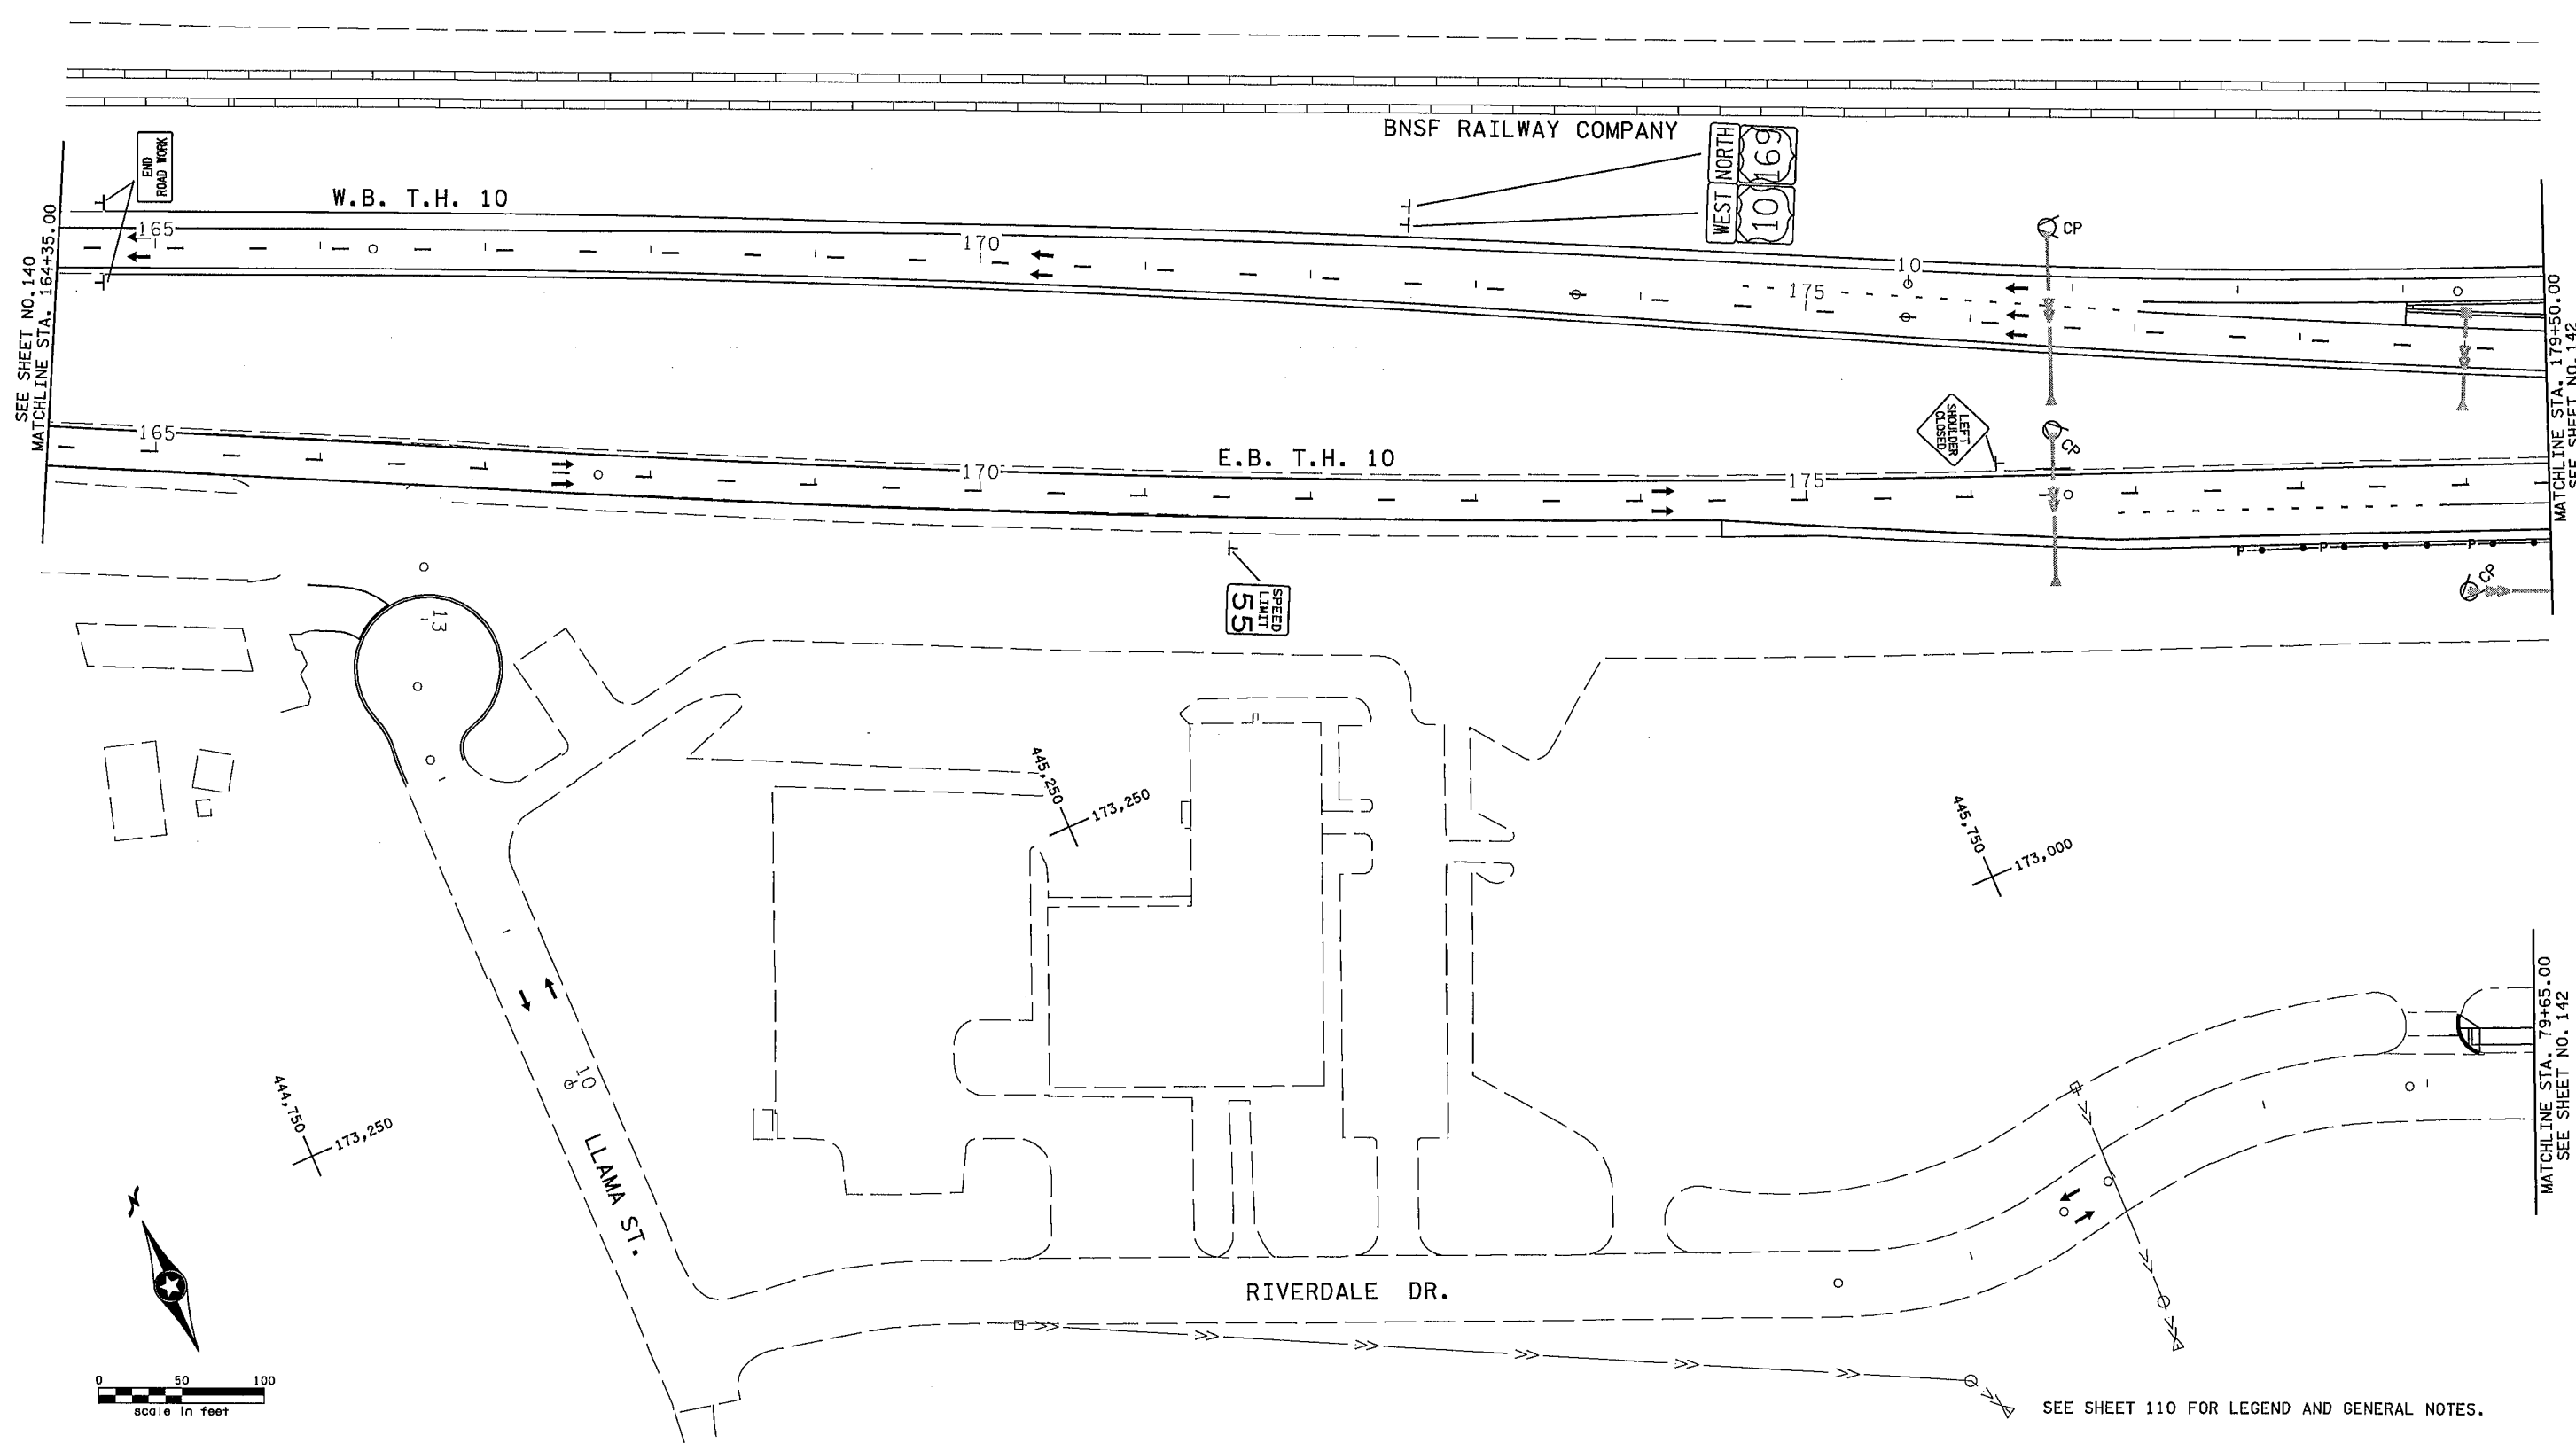 BNSF RAILWAY COMPANY
END
ROAD WORK
NORTH
169
WEST
10
W.B. T.H. 10
165
170
175
10
CP
SEE SHEET NO.140
MATCHLINE STA. 164+35.00
MATCHLINE STA. 179+50.00
SEE SHEET NO. 142
165
E.B. T.H. 10
170
175
LEFT
SHOULDER
CLOSED
CP
P
P
P
CP
SPEED
LIMIT
55
13
445,250
173,250
445,750
173,000
444,750
173,250
10
LLAMA ST.
RIVERDALE DR.
MATCHLINE STA. 79+65.00
SEE SHEET NO. 142
0 50 100
scale in feet
SEE SHEET 110 FOR LEGEND AND GENERAL NOTES.